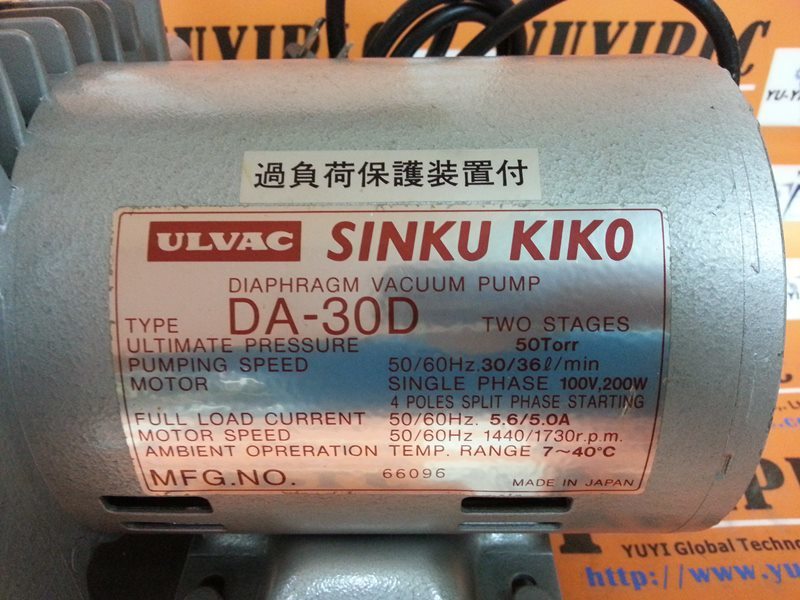 YUYIPLC
YU-YI
過負荷保護装置付
ULVAC SINKU KIKO
DIAPHRAGM VACUUM PUMP
TYPE DA-30D TWO STAGES
ULTIMATE PRESSURE 50Torr
PUMPING SPEED 50/60Hz.30/36ℓ/min
MOTOR SINGLE PHASE 100V,200W
4 POLES SPLIT PHASE STARTING
FULL LOAD CURRENT 50/60Hz. 5.6/5.0A
MOTOR SPEED 50/60Hz 1440/1730r.p.m.
AMBIENT OPRERATION TEMP. RANGE 7~40°C
MFG.NO. 66096 MADE IN JAPAN
YUYI Global Techno
http://www.yu